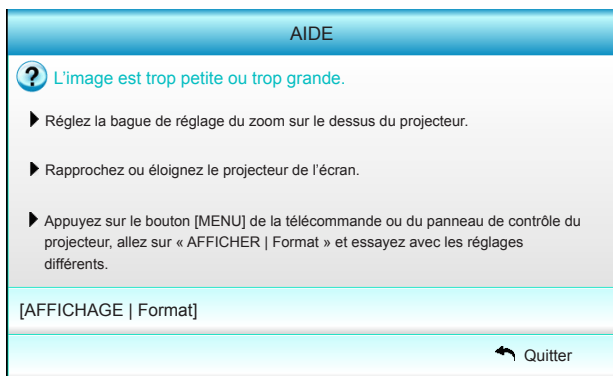 AIDE
L'image est trop petite ou trop grande.
Réglez la bague de réglage du zoom sur le dessus du projecteur.
Rapprochez ou éloignez le projecteur de l'écran.
Appuyez sur le bouton [MENU] de la télécommande ou du panneau de contrôle du
projecteur, allez sur « AFFICHER | Format » et essayez avec les réglages
différents.
[AFFICHAGE | Format]
Quitter